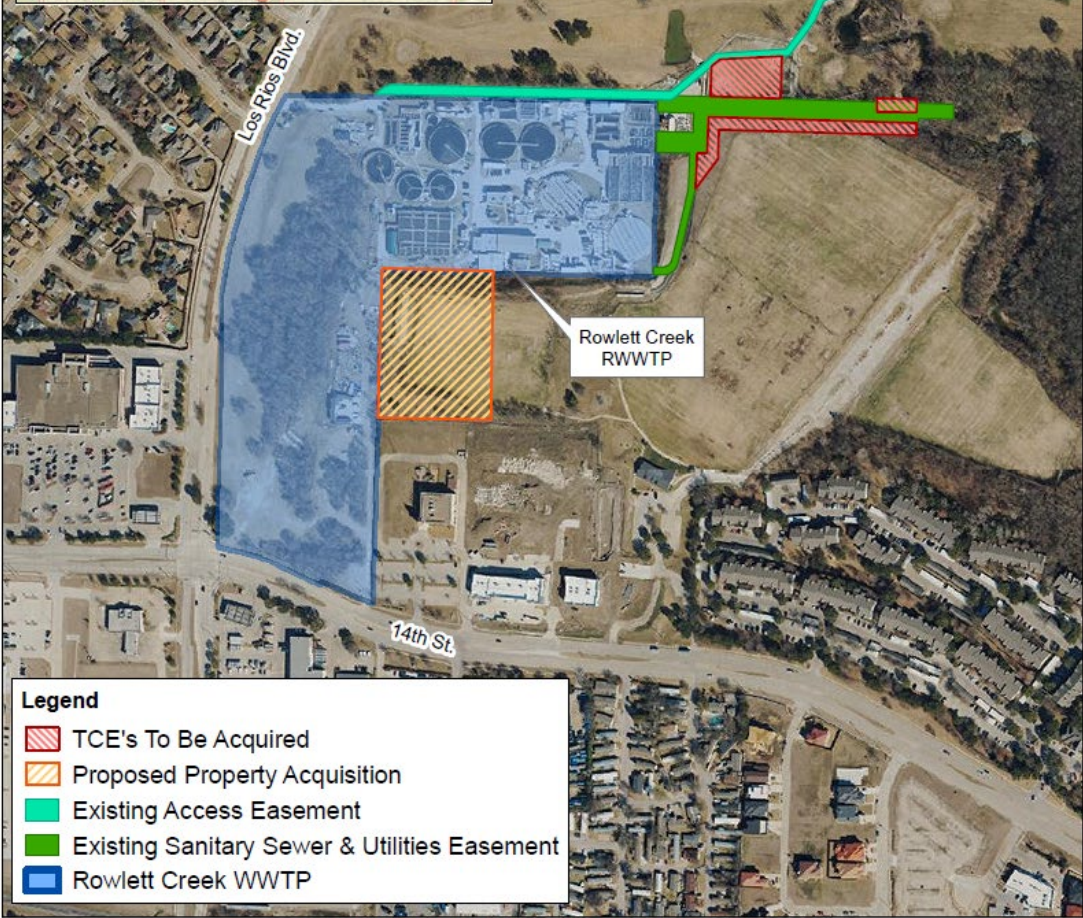 Los Rios Blvd.
Rowlett Creek
RWWTP
14th St.
Legend
TCE's To Be Acquired
Proposed Property Acquisition
Existing Access Easement
Existing Sanitary Sewer & Utilities Easement
Rowlett Creek WWTP